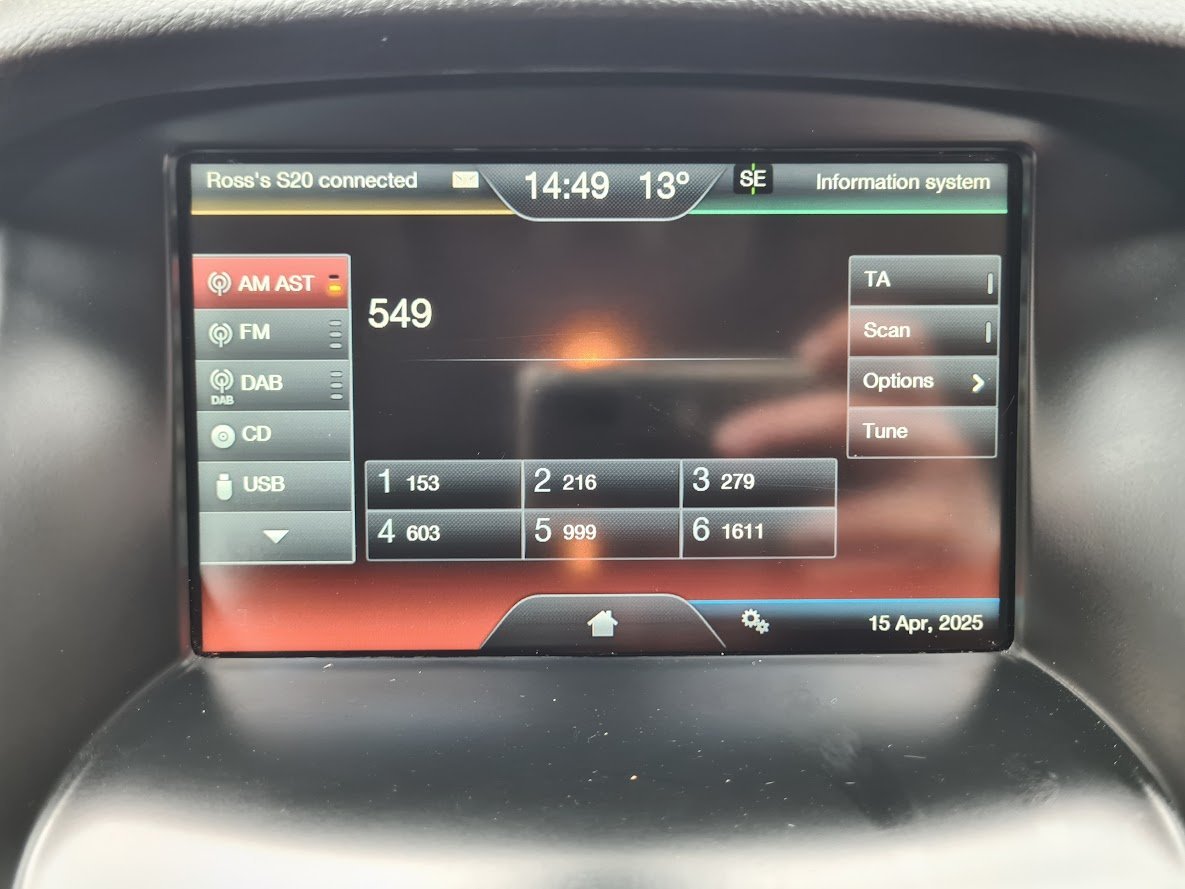 Ross's S20 connected
14:49 13°
SE
Information system
AM AST
FM
DAB
DAB
CD
USB
549
TA
Scan
Options
Tune
1 153
2 216
3 279
4 603
5 999
6 1611
15 Apr, 2025